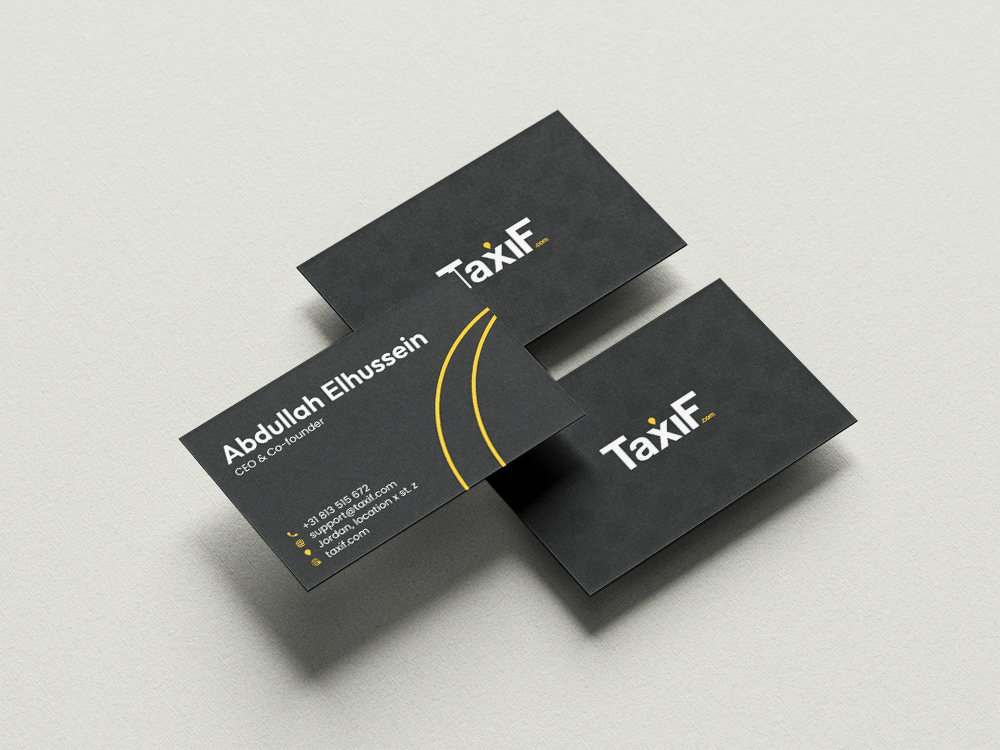 TaxiF.com
Abdullah Elhussein
CEO & Co-founder
+31 813 515 672
support@taxif.com
Jordan, location x st. z
taxif.com
TaxiF.com